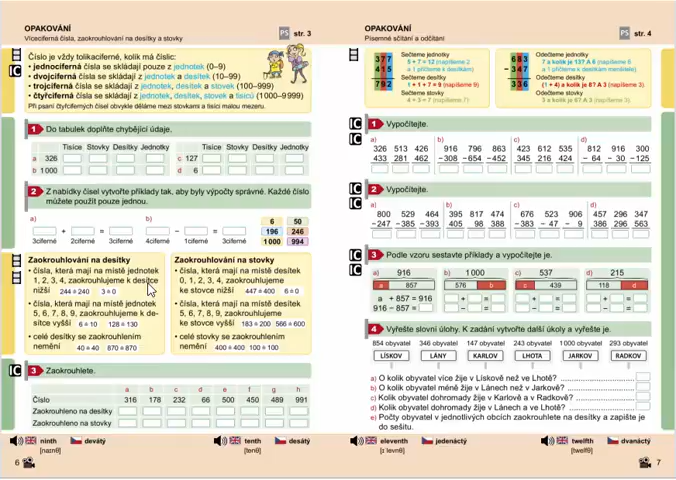 OPAKOVÁNÍ
Víceciferná čísla, zaokrouhlování na desítky a stovky
PS str. 3
Číslo je vždy tolikaciferné, kolik má číslic:
• jednociferná čísla se skládají pouze z jednotek (0–9)
• dvojciferná čísla se skládají z jednotek a desítek (10–99)
• trojciferná čísla se skládají z jednotek, desítek a stovek (100–999)
• čtyřciferná čísla se skládají z jednotek, desítek, stovek a tisíců (1000–9999)
Při psaní čtyřciferných čísel obvykle děláme mezi stovkami a tisíci malou mezeru.
1 Do tabulek doplňte chybějící údaje.
Tisíce Stovky Desítky Jednotky Tisíce Stovky Desítky Jednotky
a 326 c 127
b 1 000 d 6
2 Z nabídky čísel vytvořte příklady tak, aby byly výpočty správné. Každé číslo
můžete použít pouze jednou.
a) b) 6 50
+ = − = 196 246
3ciferné 2ciferné 3ciferné 4ciferné 1ciferné 3ciferné 1 000 994
Zaokrouhlování na desítky
• čísla, která mají na místě jednotek
1, 2, 3, 4, zaokrouhlujeme k desítce
nižší 244 ≐ 240 3 ≐ 0
• čísla, která mají na místě jednotek
5, 6, 7, 8, 9, zaokrouhlujeme k de-
sítce vyšší 6 ≐ 10 128 ≐ 130
• celé desítky se zaokrouhlením
nemění 40 ≐ 40 870 ≐ 870
Zaokrouhlování na stovky
• čísla, která mají na místě desítek
0, 1, 2, 3, 4, zaokrouhlujeme
ke stovce nižší 447 ≐ 400 6 ≐ 0
• čísla, která mají na místě desítek
5, 6, 7, 8, 9, zaokrouhlujeme
ke stovce vyšší 183 ≐ 200 566 ≐ 600
• celé stovky se zaokrouhlením
nemění 400 ≐ 400 100 ≐ 100
3 Zaokrouhlete.
a b c d e f g h
Číslo 316 178 232 66 500 450 489 991
Zaokrouhleno na desítky
Zaokrouhleno na stovky
ninth devátý tenth desátý
[tenθ]
6
OPAKOVÁNÍ
Písemné sčítání a odčítání
PS str. 4
377
415
792
Sečteme jednotky
5 + 7 = 12 (napíšeme 2
a 1 přičteme k desítkám)
Sečteme desítky
1 + 1 + 7 = 9 (napíšeme 9)
Sečteme stovky
4 + 3 = 7 (napíšeme 7)
683
− 347
336
Odečteme jednotky
7 a kolik je 13? A 6 (napíšeme 6
a 1 přičteme k desítkám menšitele)
Odečteme desítky
(1 + 4) a kolik je 8? A 3 (napíšeme 3)
Odečteme stovky
3 a kolik je 6? A 3 (napíšeme 3)
1 Vypočítejte.
a) b) c) d)
326 513 426 916 796 863 423 612 535 812 916 300
433 281 462 −308 −654 −452 345 216 424 − 64 − 30 −125
2 Vypočítejte.
a) b) c) d)
800 529 464 395 817 474 676 523 906 457 296 347
−247 −385 −393 405 98 388 −383 − 47 − 9 386 296 563
3 Podle vzoru sestavte příklady a vypočítejte je.
a) 916 b) 1 000 c) 537 d) 215
a 857 576 b c 439 118 d
a + 857 = 916 + = + = + =
916 − 857 = − = − = − =
4 Vyřešte slovní úlohy. K zadání vytvořte další úkoly a vyřešte je.
854 obyvatel 346 obyvatel 147 obyvatel 243 obyvatel 1 000 obyvatel 293 obyvatel
LÍSKOV LÁNY KARLOV LHOTA JARKOV RADKOV
a) O kolik obyvatel více žije v Lískově než ve Lhotě?
b) O kolik obyvatel méně žije v Lánech než v Jarkově?
c) Kolik obyvatel dohromady žije v Karlově a v Radkově?
d) Kolik obyvatel dohromady žije v Lánech a ve Lhotě?
e) Počty obyvatel v jednotlivých obcích zaokrouhlete na desítky a zapište je
do sešitu.
eleventh jedenáctý twelfth dvanáctý
[twelfθ]
7